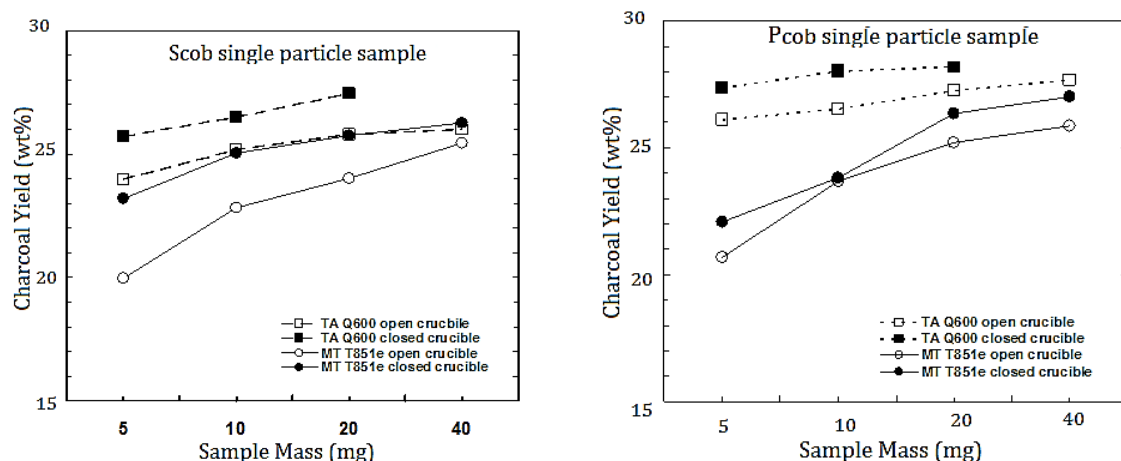 30
Scob single particle sample
25
20
15
Charcoal Yield (wt%)
TA Q600 open crucbile
TA Q600 closed crucible
MT T851e open crucible
MT T851e closed crucible
5 10 20 40
Sample Mass (mg)
30
Pcob single particle sample
25
20
15
Charcoal Yield (wt%)
TA Q600 open crucible
TA Q600 closed crucible
MT T851e open crucible
MT T851e closed crucible
5 10 20 40
Sample Mass (mg)